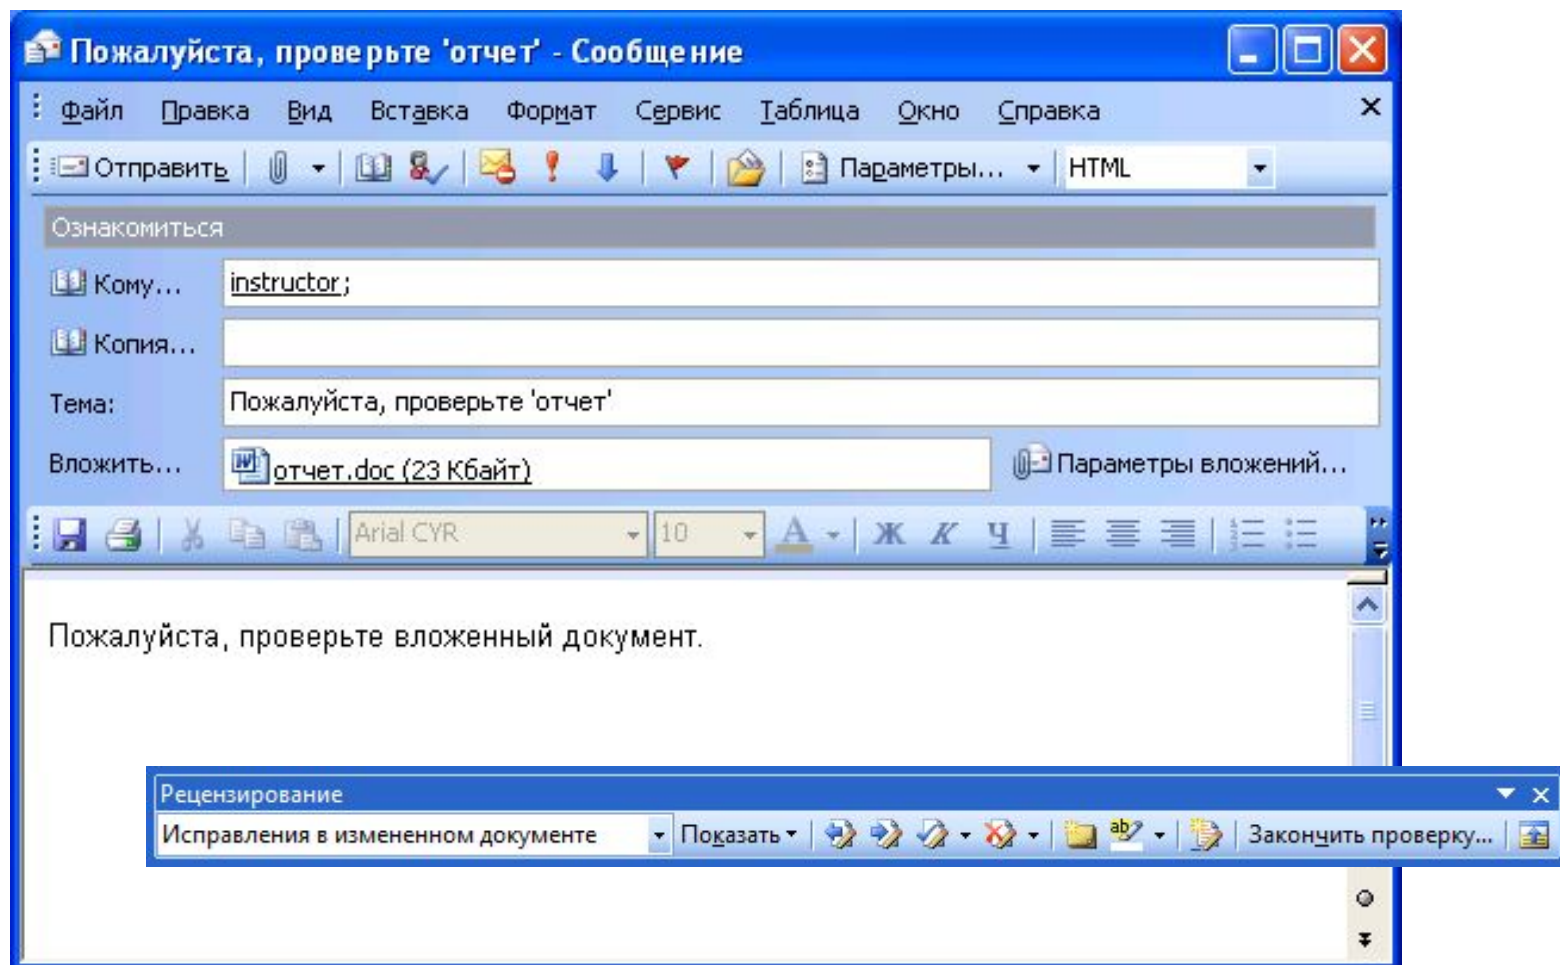 Пожалуйста, проверьте 'отчет' - Сообщение
Файл Правка Вид Вставка Формат Сервис Таблица Окно Справка
Отправить Параметры... HTML
Ознакомиться
Кому... instructor;
Копия...
Тема: Пожалуйста, проверьте 'отчет'
Вложить... отчет.doc (23 Кбайт) Параметры вложений...
Arial CYR 10 A Ж К Ч
Пожалуйста, проверьте вложенный документ.
Рецензирование
Исправления в измененном документе Показать ab Закончить проверку...